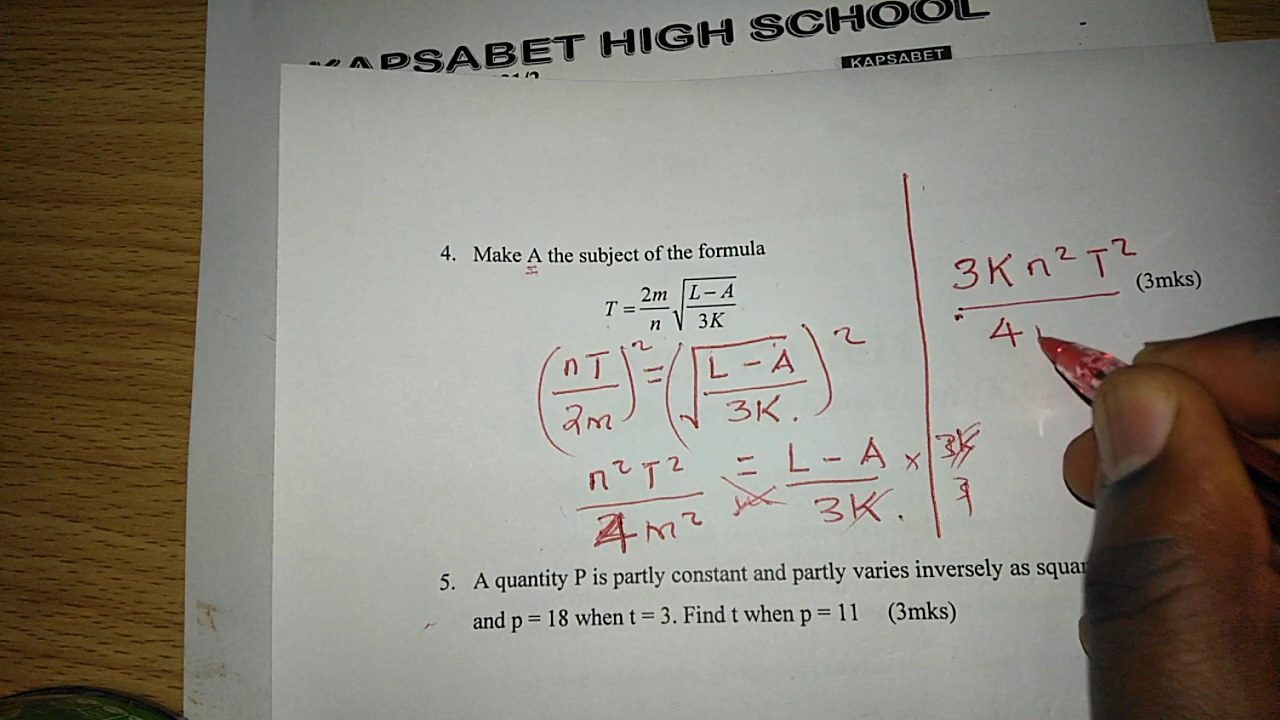 KAPSABET HIGH SCHOOL
KAPSABET
4. Make A the subject of the formula
T = 2m/n √(L – A / 3K)
(3mks)
(nT/2m)² = (√(L – A / 3K.))²
n²T²/4m² = L – A/3K. × 3K
3Kn²T²
4
5. A quantity P is partly constant and partly varies inversely as
and p = 18 when t = 3. Find t when p = 11 (3mks)